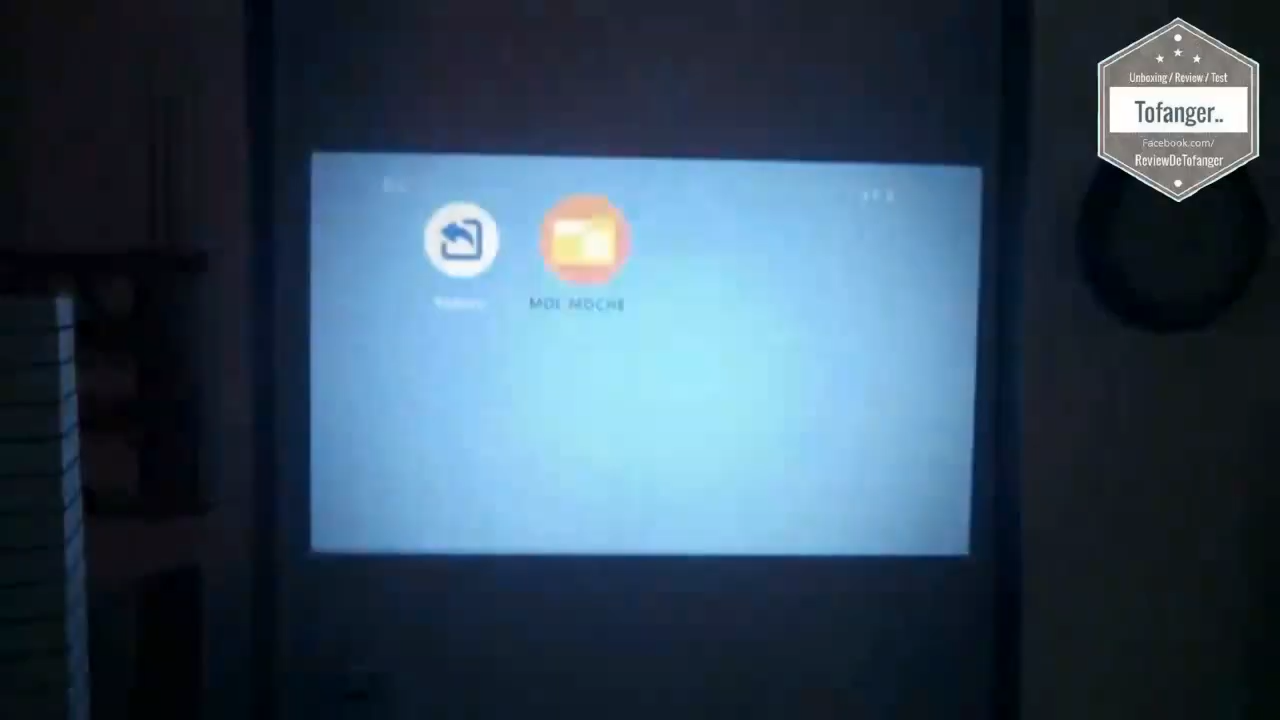 Unboxing / Review / Test
Tofanger..
Facebook.com/
ReviewDeTofanger
MOI MOCHE